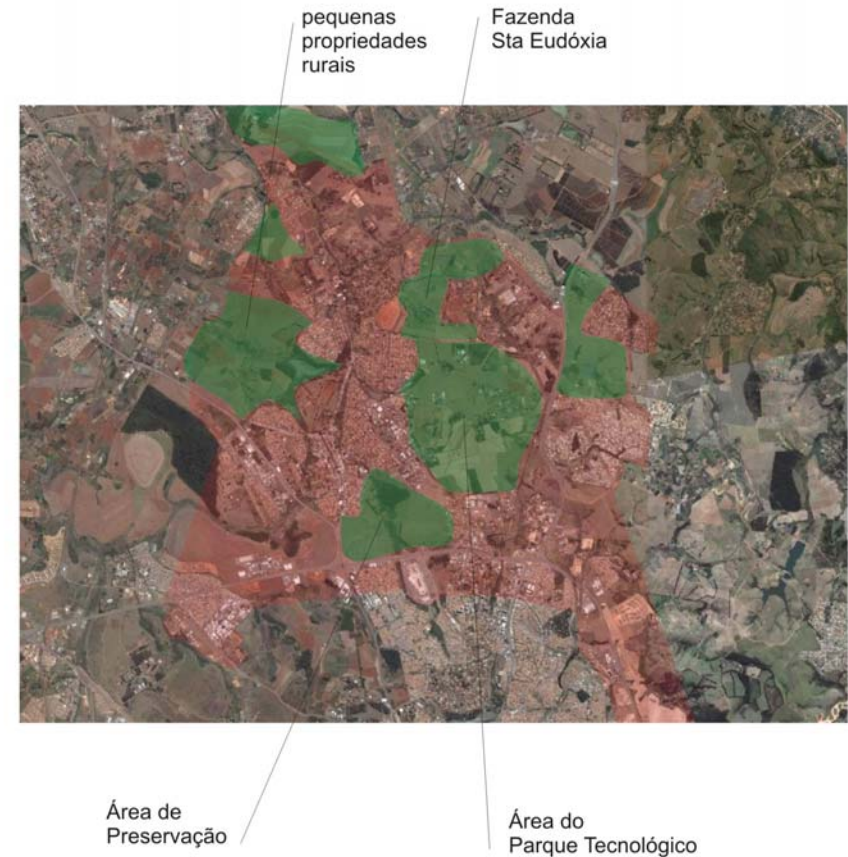 pequenas
propriedades
rurais
Fazenda
Sta Eudóxia
Área de
Preservação
Área do
Parque Tecnológico